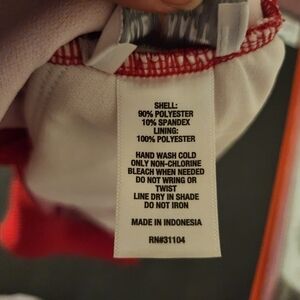 SHELL:
90% POLYESTER
10% SPANDEX
LINING:
100% POLYESTER
HAND WASH COLD
ONLY NON-CHLORINE
BLEACH WHEN NEEDED
DO NOT WRING OR
TWIST
LINE DRY IN SHADE
DO NOT IRON
MADE IN INDONESIA
RN#31104